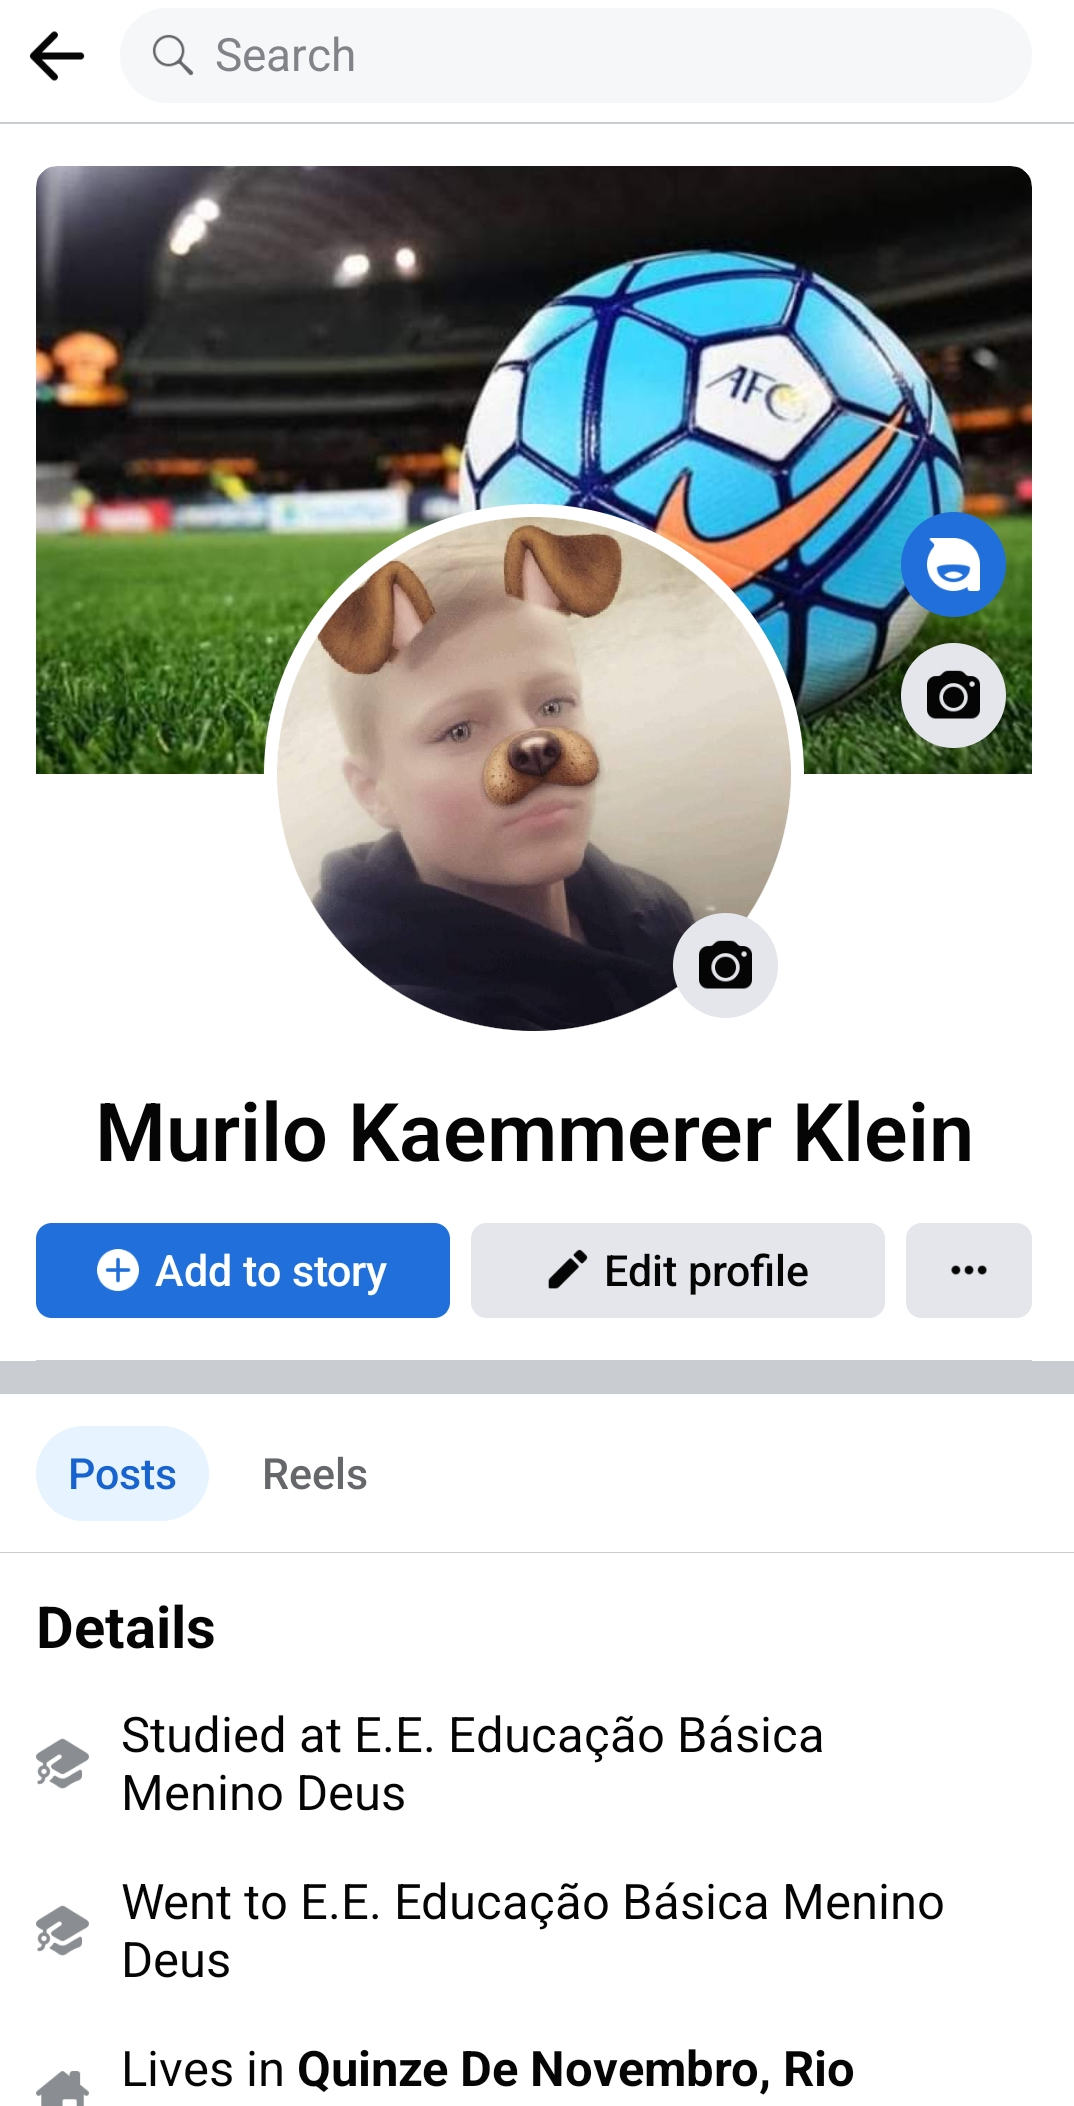 Search
AFC
Murilo Kaemmerer Klein
Add to story
Edit profile
Posts
Reels
Details
Studied at E.E. Educação Básica
Menino Deus
Went to E.E. Educação Básica Menino
Deus
Lives in Quinze De Novembro, Rio